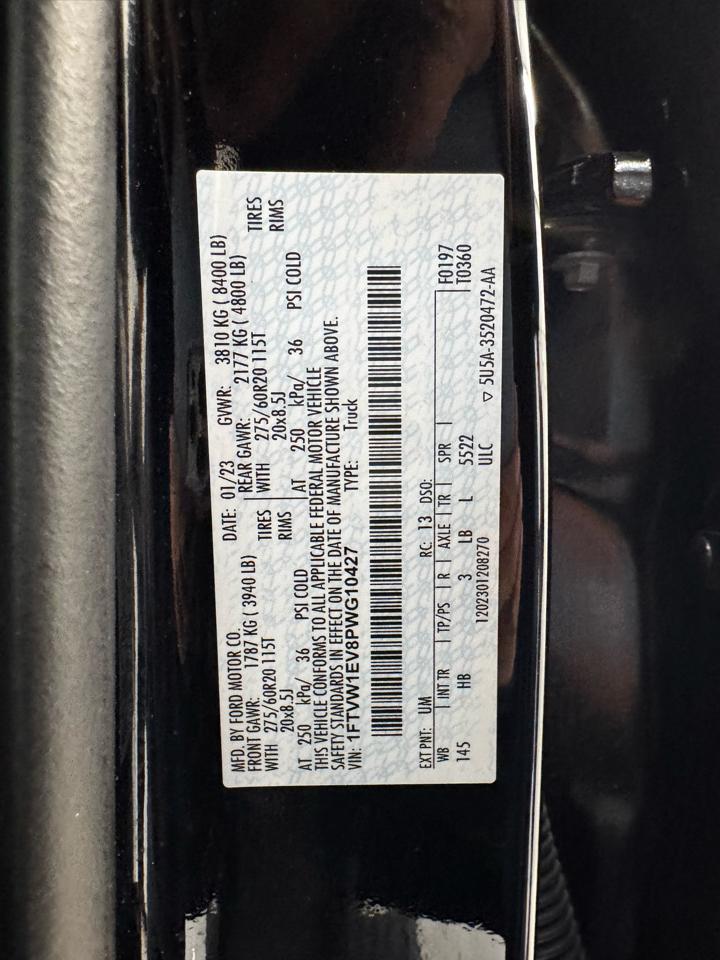 MFD. BY FORD MOTOR CO. DATE: 01/23 GVWR: 3810 KG ( 8400 LB)
FRONT GAWR: 1787 KG ( 3940 LB) REAR GAWR: 2177 KG ( 4800 LB)
WITH 275/60R20 115T TIRES WITH 275/60R20 115T TIRES
20x8.5J RIMS 20x8.5J RIMS
AT 250 kPa/ 36 PSI COLD AT 250 kPa/ 36 PSI COLD
THIS VEHICLE CONFORMS TO ALL APPLICABLE FEDERAL MOTOR VEHICLE
SAFETY STANDARDS IN EFFECT ON THE DATE OF MANUFACTURE SHOWN ABOVE.
VIN: 1FTVW1EV8PWG10427 TYPE: Truck
EXT PNT: UM RC: 13 DSO: F0197
WB INT TR TP/PS R AXLE TR SPR T0360
145 HB 3 LB L 5522
1202301208270 ULC ▽ 5U5A-3520472-AA